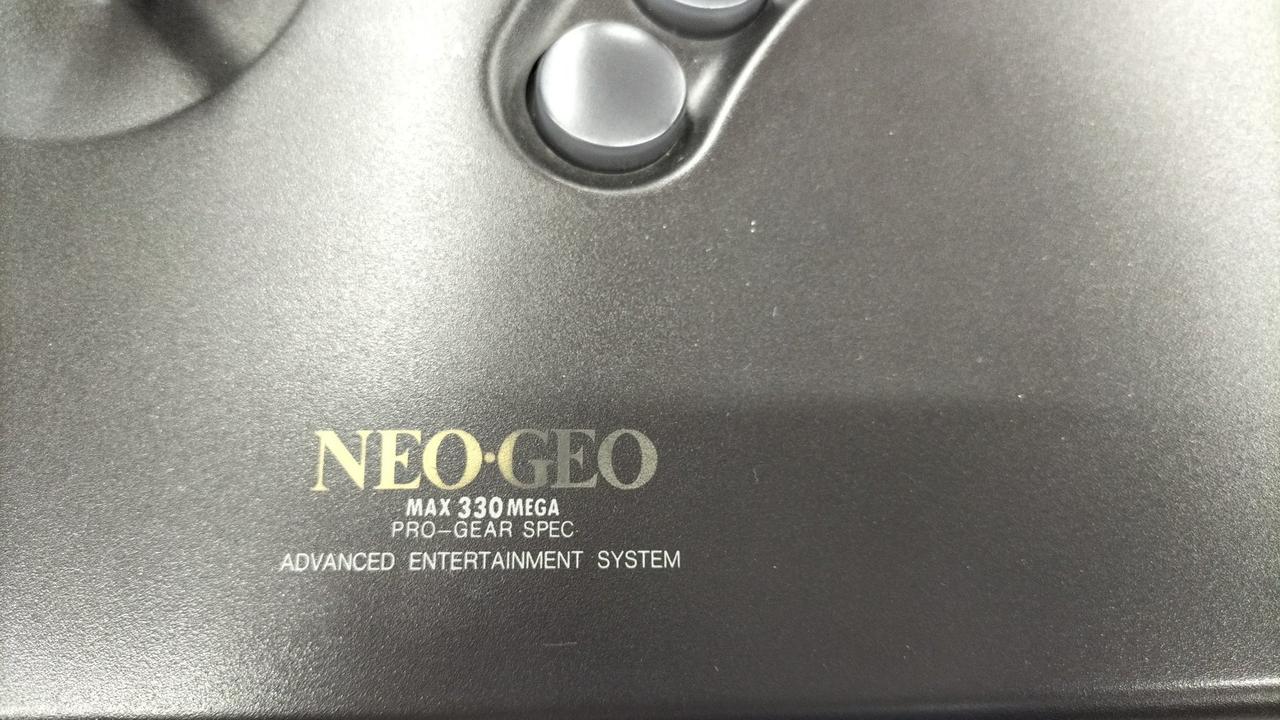 NEO·GEO
MAX 330 MEGA
PRO-GEAR SPEC
ADVANCED ENTERTAINMENT SYSTEM